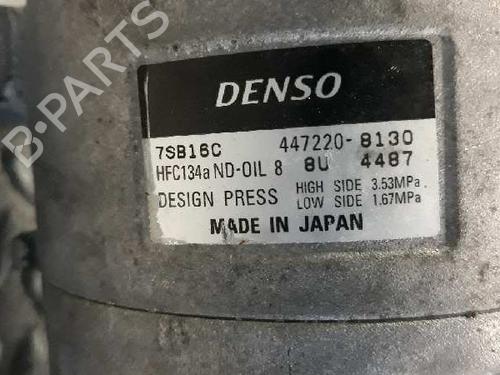 DENSO
7SB16C 447220-8130
HFC134a ND-OIL 8 8U 4487
DESIGN PRESS HIGH SIDE 3.53MPa
LOW SIDE 1.67MPa
MADE IN JAPAN
B-PARTS